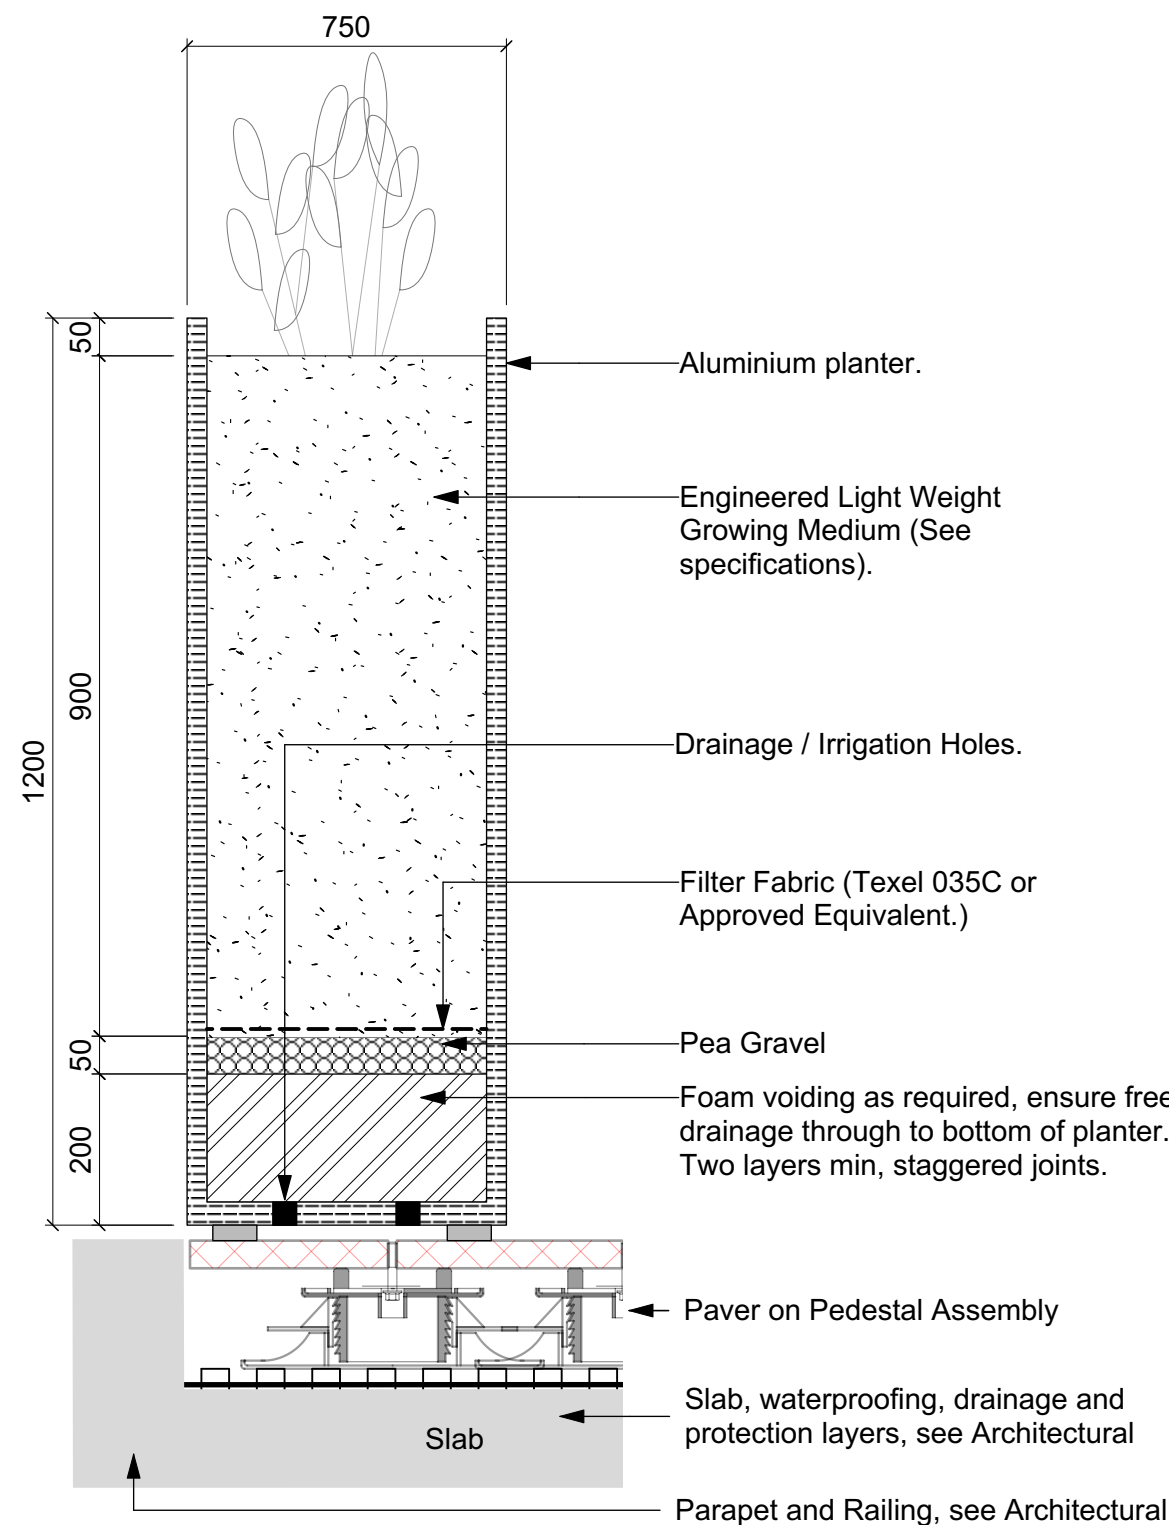 750
50
Aluminium planter.
Engineered Light Weight
Growing Medium (See
specifications).
900
1200
Drainage / Irrigation Holes.
Filter Fabric (Texel 035C or
Approved Equivalent.)
50
Pea Gravel
Foam voiding as required, ensure free
drainage through to bottom of planter.
Two layers min, staggered joints.
200
Paver on Pedestal Assembly
Slab, waterproofing, drainage and
protection layers, see Architectural
Slab
Parapet and Railing, see Architectural